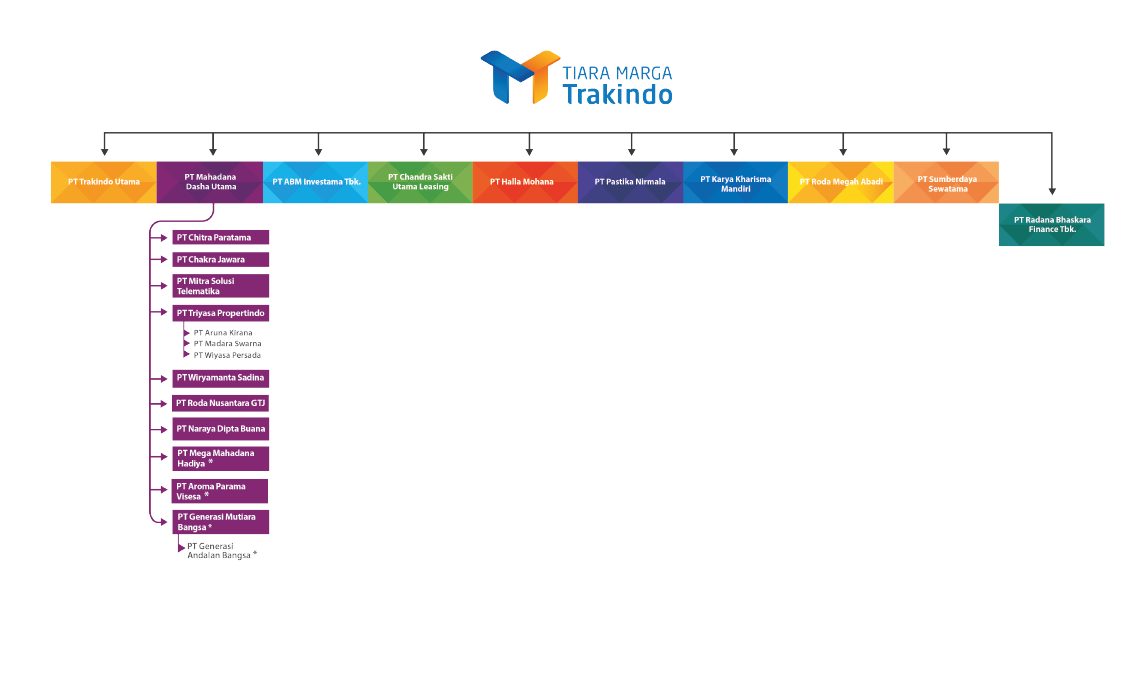 TIARA MARGA
Trakindo
PT Trakindo Utama
PT Mahadana
Dasha Utama
PT ABM Investama Tbk.
PT Chandra Sakti
Utama Leasing
PT Halla Mohana
PT Pastika Nirmala
PT Karya Kharisma
Mandiri
PT Roda Megah Abadi
PT Sumberdaya
Sewatama
PT Radana Bhaskara
Finance Tbk.
PT Chitra Paratama
PT Chakra Jawara
PT Mitra Solusi
Telematika
PT Triyasa Propertindo
PT Aruna Kirana
PT Madara Swarna
PT Wiyasa Persada
PT Wiryamanta Sadina
PT Roda Nusantara GTJ
PT Naraya Dipta Buana
PT Mega Mahadana
Hadiya *
PT Aroma Parama
Visesa *
PT Generasi Mutiara
Bangsa *
PT Generasi
Andalan Bangsa *